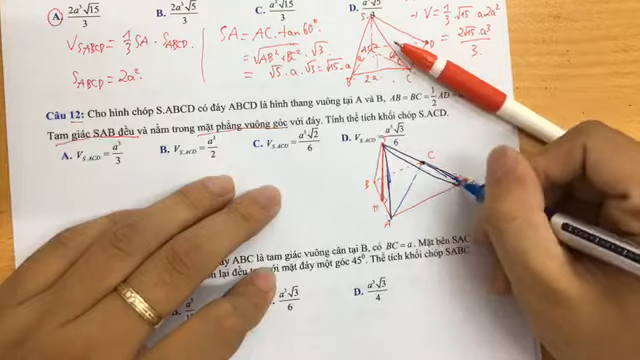 A. 2a³√15/3 B. 2a³√5/3 C. a³√15/3 D. a³√5
V_SABCD = 1/3 SA . S_ABCD
S_ABCD = 2a²
SA = AC . tan 60°
= √(AB² + BC²) . √3
= √5 . a . √3 = √15 . a
S
B
2a
C
D
→ V = 1/3 . √15 . a 2a²
= 2√15 . a³/3 .
Câu 12: Cho hình chóp S.ABCD có đáy ABCD là hình thang vuông tại A và B, AB = BC = 1/2 AD =
Tam giác SAB đều và nằm trong mặt phẳng vuông góc với đáy. Tính thể tích khối chóp S.ACD.
A. V_S.ACD = a³/3 B. V_S.ACD = a³/2 C. V_S.ACD = a³√2/6 D. V_S.ACD = a³√3/6
C
B
H
A
ABC là tam giác vuông cân tại B, có BC = a. Mặt bên SAC
lại đều mặt đáy một góc 45⁰. Thể tích khối chóp SABC
a³√3/6 D. a³√3/4